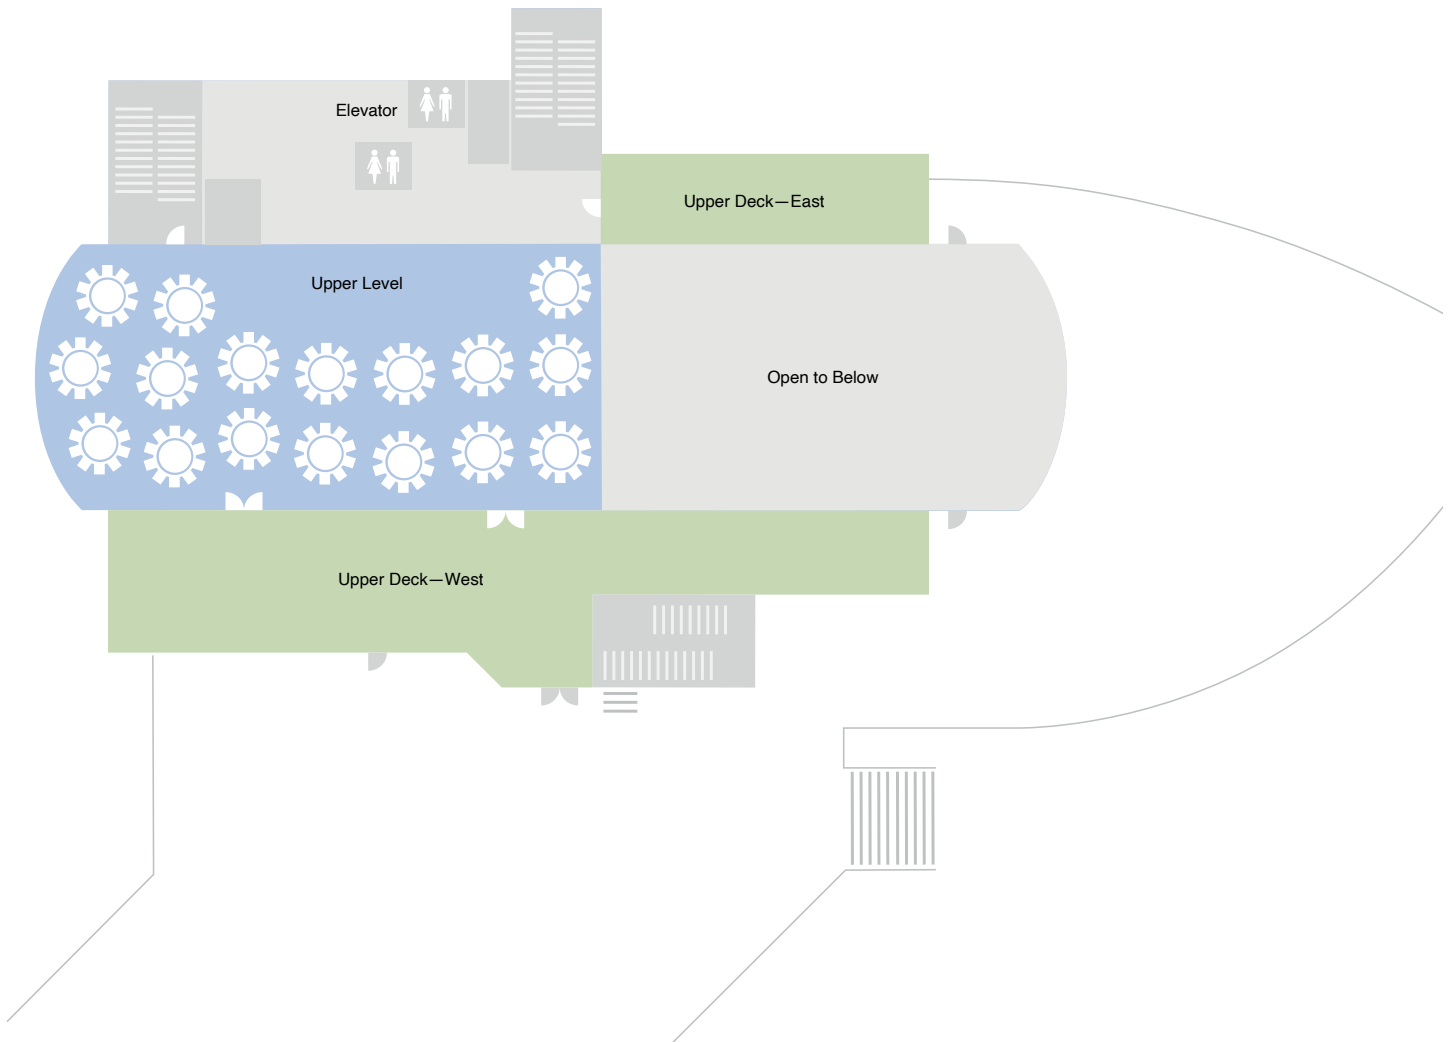 Elevator
Upper Deck—East
Upper Level
Open to Below
Upper Deck—West